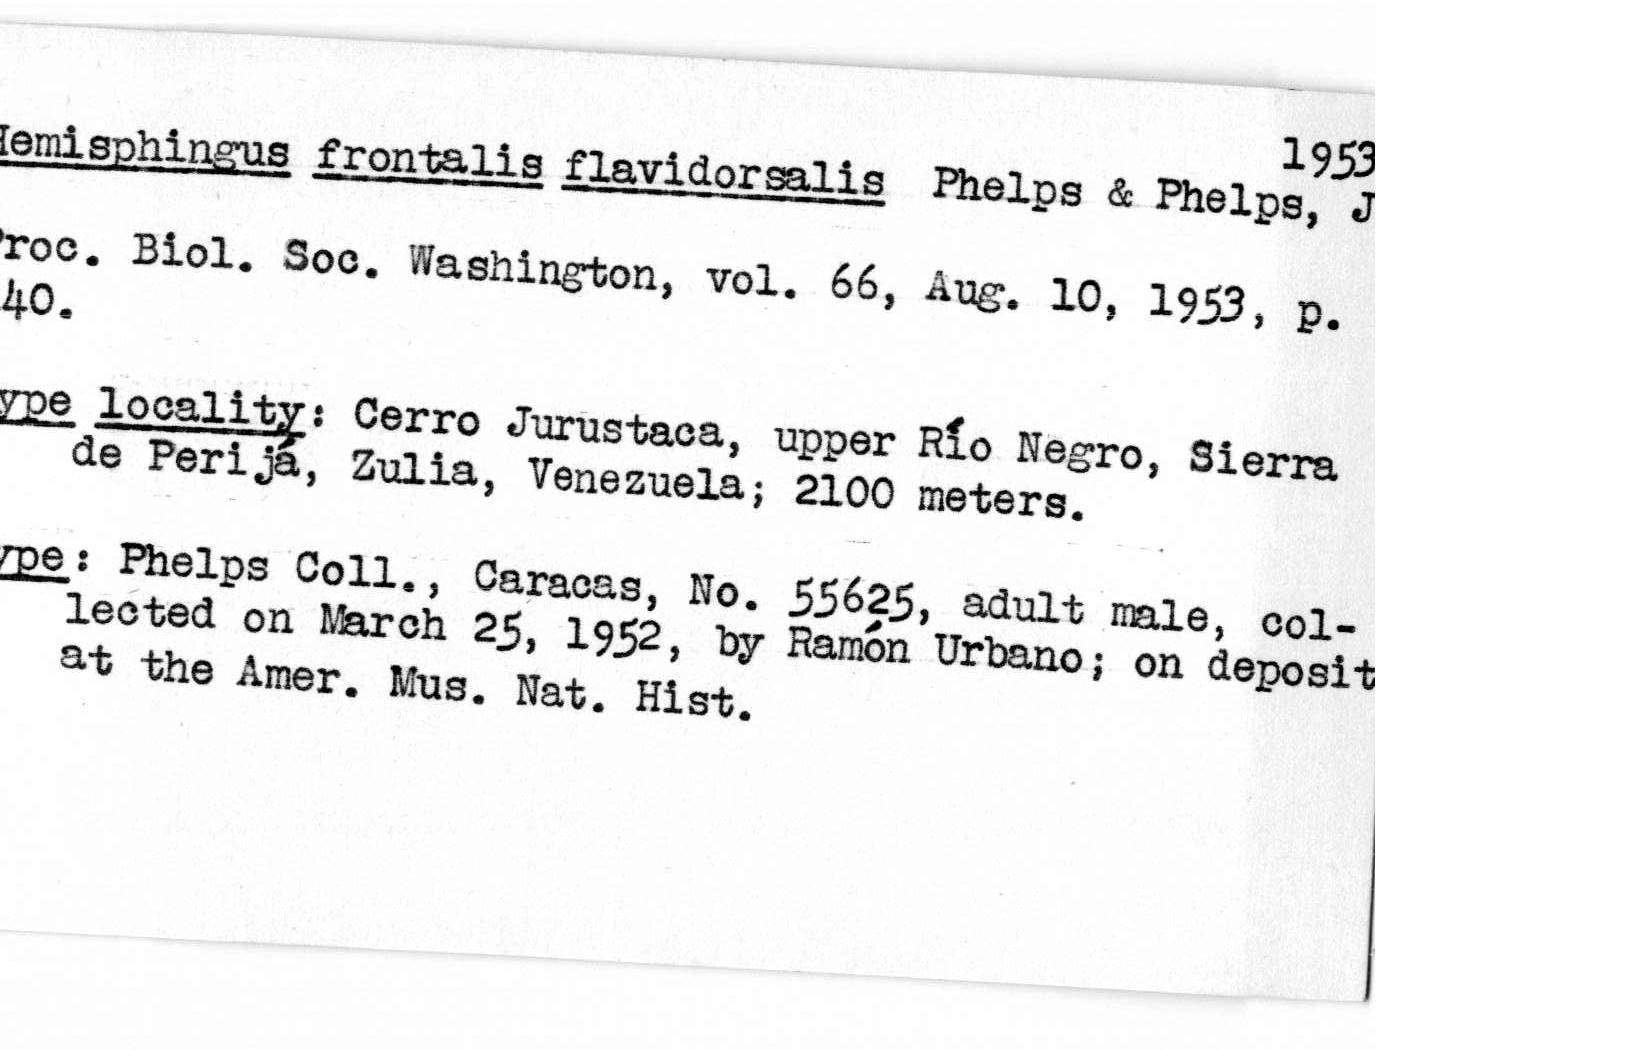 1953
Hemisphingus frontalis flavidorsalis Phelps & Phelps, J
Proc. Biol. Soc. Washington, vol. 66, Aug. 10, 1953, p.
40.
ype locality: Cerro Jurustaca, upper Río Negro, Sierra
de Perijá, Zulia, Venezuela; 2100 meters.
ype: Phelps Coll., Caracas, No. 55625, adult male, col-
lected on March 25, 1952, by Ramón Urbano; on deposit
at the Amer. Mus. Nat. Hist.